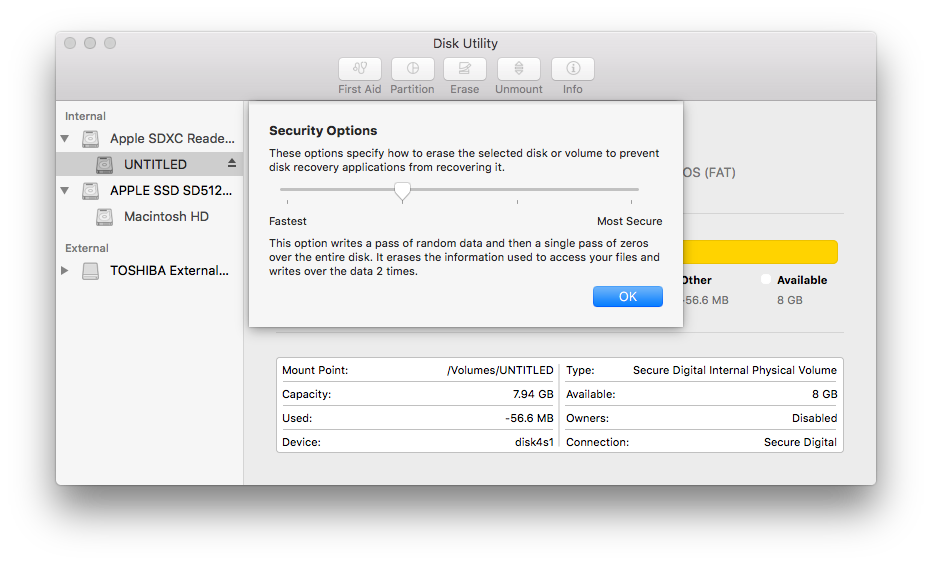 Disk Utility
First Aid Partition Erase Unmount Info
Internal
Apple SDXC Reade...
UNTITLED
APPLE SSD SD512...
Macintosh HD
External
TOSHIBA External...
Security Options
These options specify how to erase the selected disk or volume to prevent
disk recovery applications from recovering it.
Fastest Most Secure
This option writes a pass of random data and then a single pass of zeros
over the entire disk. It erases the information used to access your files and
writes over the data 2 times.
OK
OS (FAT)
Other Available
-56.6 MB 8 GB
Mount Point: /Volumes/UNTITLED Type: Secure Digital Internal Physical Volume
Capacity: 7.94 GB Available: 8 GB
Used: -56.6 MB Owners: Disabled
Device: disk4s1 Connection: Secure Digital